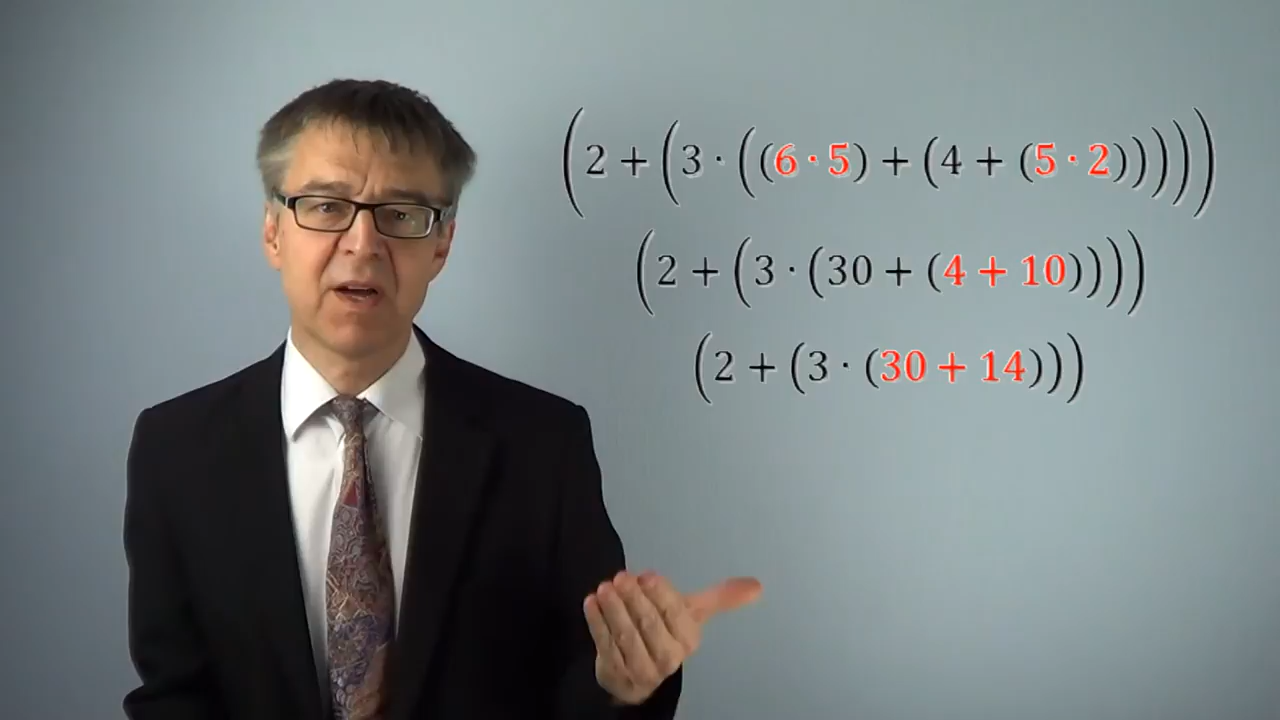 (2 + (3 · ((6 · 5) + (4 + (5 · 2)))))
(2 + (3 · (30 + (4 + 10))))
(2 + (3 · (30 + 14)))